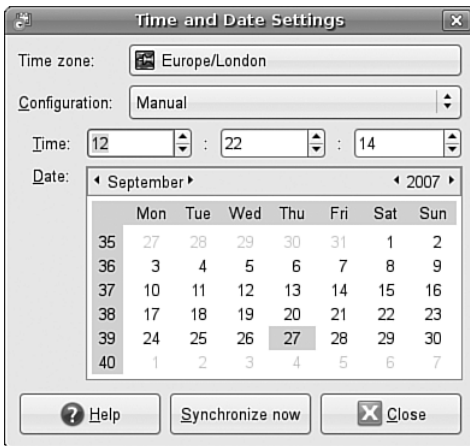 Time and Date Settings
Time zone: Europe/London
Configuration: Manual
Time: 12 : 22 : 14
Date: September 2007
Mon Tue Wed Thu Fri Sat Sun
35 27 28 29 30 31 1 2
36 3 4 5 6 7 8 9
37 10 11 12 13 14 15 16
38 17 18 19 20 21 22 23
39 24 25 26 27 28 29 30
40 1 2 3 4 5 6 7
Help Synchronize now Close